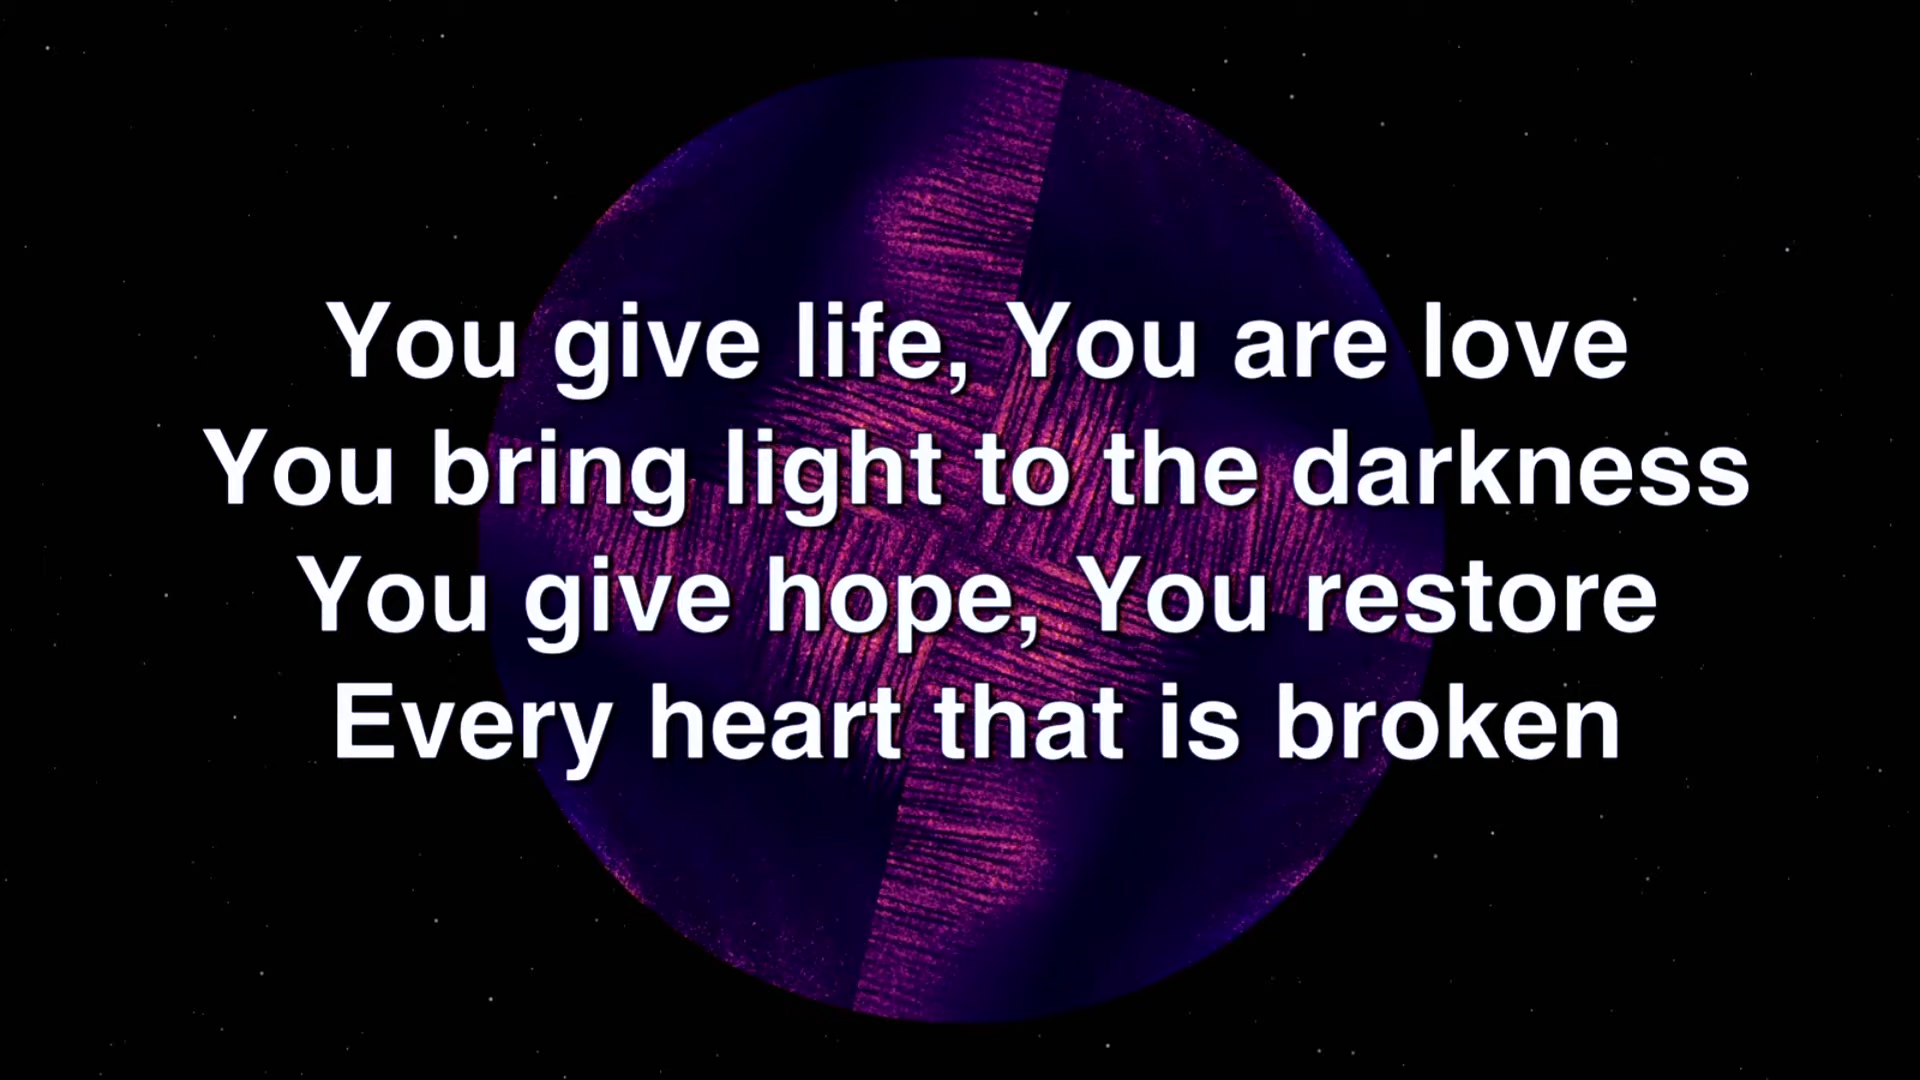 You give life, You are love
You bring light to the darkness
You give hope, You restore
Every heart that is broken